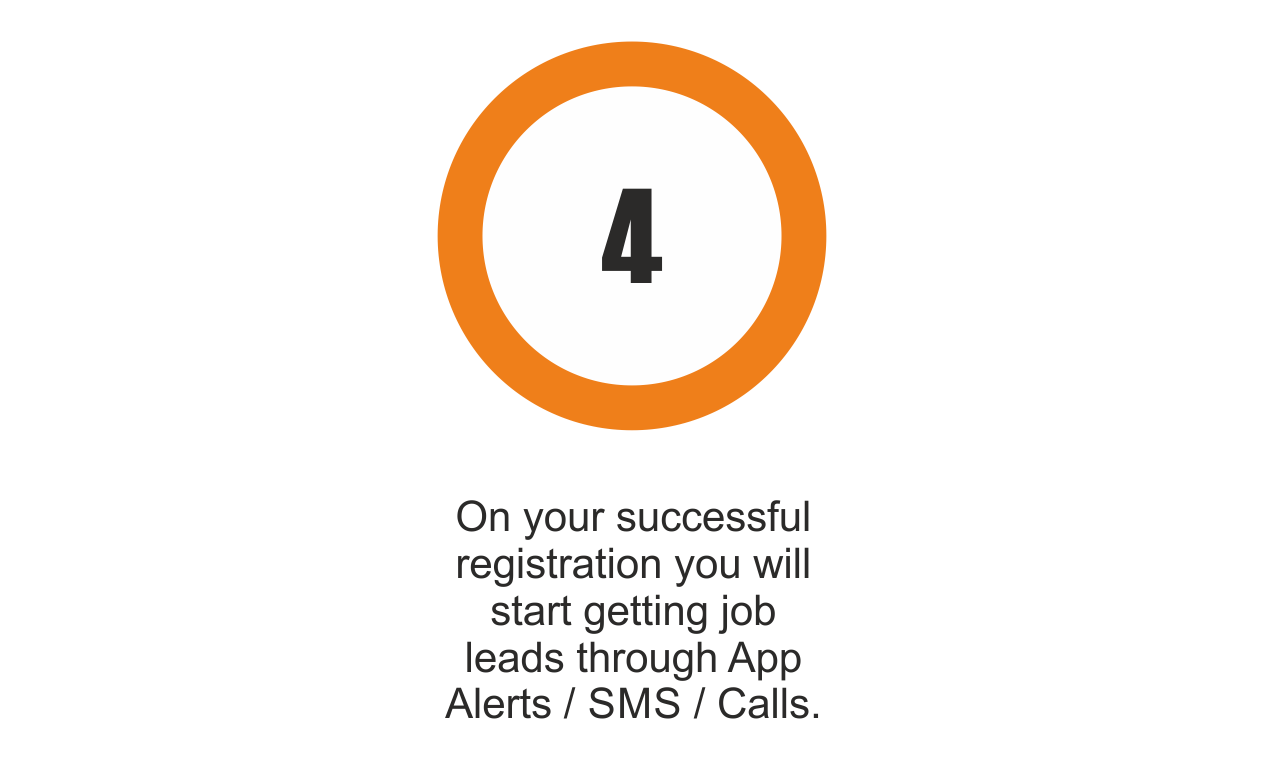 4
On your successful
registration you will
start getting job
leads through App
Alerts / SMS / Calls.